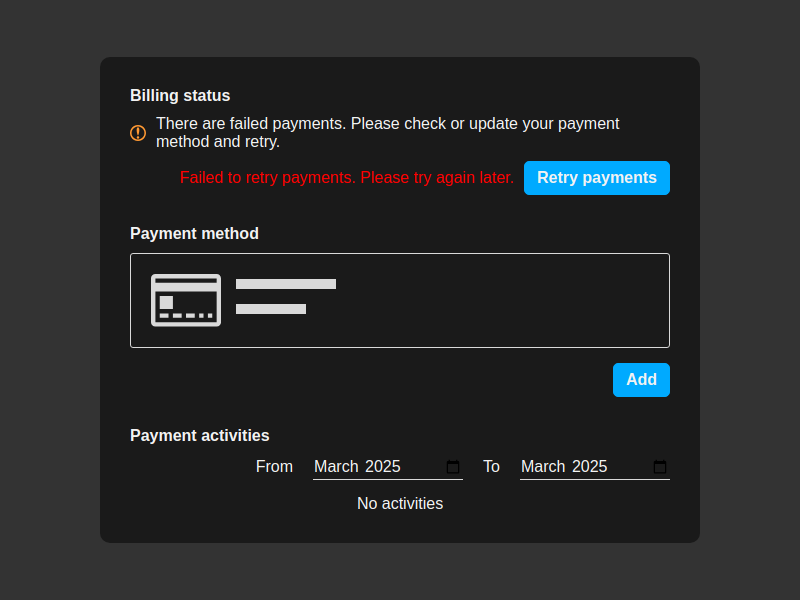 Billing status
There are failed payments. Please check or update your payment
method and retry.
Failed to retry payments. Please try again later.
Retry payments
Payment method
Add
Payment activities
From March 2025 To March 2025
No activities